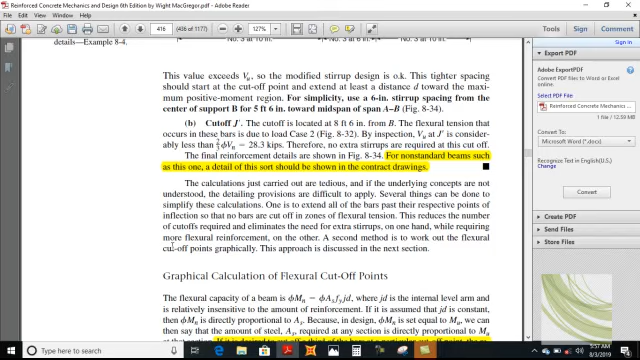 Reinforced Concrete Mechanics and Design 6th Edition by Wight MacGregor.pdf - Adobe Reader
File Edit View Window Help
416 (436 of 1177) 127% Tools Sign Comment
details—Example 8-4.
No. 3 at 10 in.
This value exceeds Vu, so the modified stirrup design is o.k. This tighter spacing
should start at the cut-off point and extend at least a distance d toward the maxi-
mum positive-moment region. For simplicity, use a 6-in. stirrup spacing from the
center of support B for 5 ft 6 in. toward midspan of span A–B (Fig. 8-34).
(b) Cutoff J′. The cutoff is located at 8 ft 6 in. from B. The flexural tension that
occurs in these bars is due to load Case 2 (Fig. 8-32). By inspection, Vu at J′ is consider-
ably less than 2/3 ϕVn = 28.3 kips. Therefore, no extra stirrups are required at this cut off.
The final reinforcement details are shown in Fig. 8-34. For nonstandard beams such
as this one, a detail of this sort should be shown in the contract drawings.
The calculations just carried out are tedious, and if the underlying concepts are not
understood, the detailing provisions are difficult to apply. Several things can be done to
simplify these calculations. One is to extend all of the bars past their respective points of
inflection so that no bars are cut off in zones of flexural tension. This reduces the number
of cutoffs required and eliminates the need for extra stirrups, on one hand, while requiring
more flexural reinforcement, on the other. A second method is to work out the flexural
cut-off points graphically. This approach is discussed in the next section.
Graphical Calculation of Flexural Cut-Off Points
The flexural capacity of a beam is ϕMn = ϕAs fy jd, where jd is the internal level arm and
is relatively insensitive to the amount of reinforcement. If it is assumed that jd is constant,
then ϕMn is directly proportional to As. Because, in design, ϕMn is set equal to Mu, we can
then say that the amount of steel, As, required at any section is directly proportional to Mu
Sign In
Export PDF
Adobe ExportPDF
Convert PDF files to Word or Excel
online.
Select PDF File:
Reinforced Concrete Mechanics an
1 file / 12.59 MB
Convert To:
Microsoft Word (*.docx)
Recognize Text in English(U.S.)
Change
Convert
Create PDF
Edit PDF
Send Files
Store Files
Type here to search
5:57 AM
8/3/2019